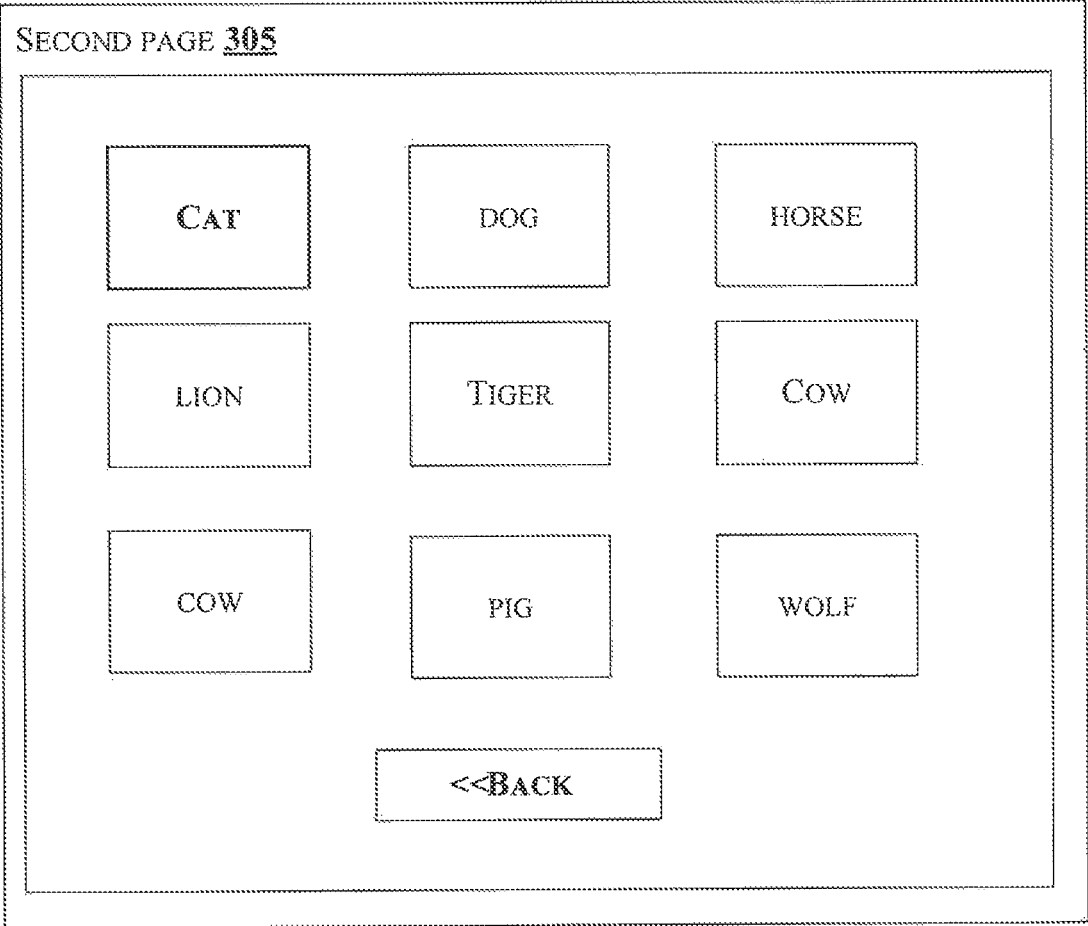 SECOND PAGE 305
CAT DOG HORSE
LION TIGER COW
COW PIG WOLF
<<BACK